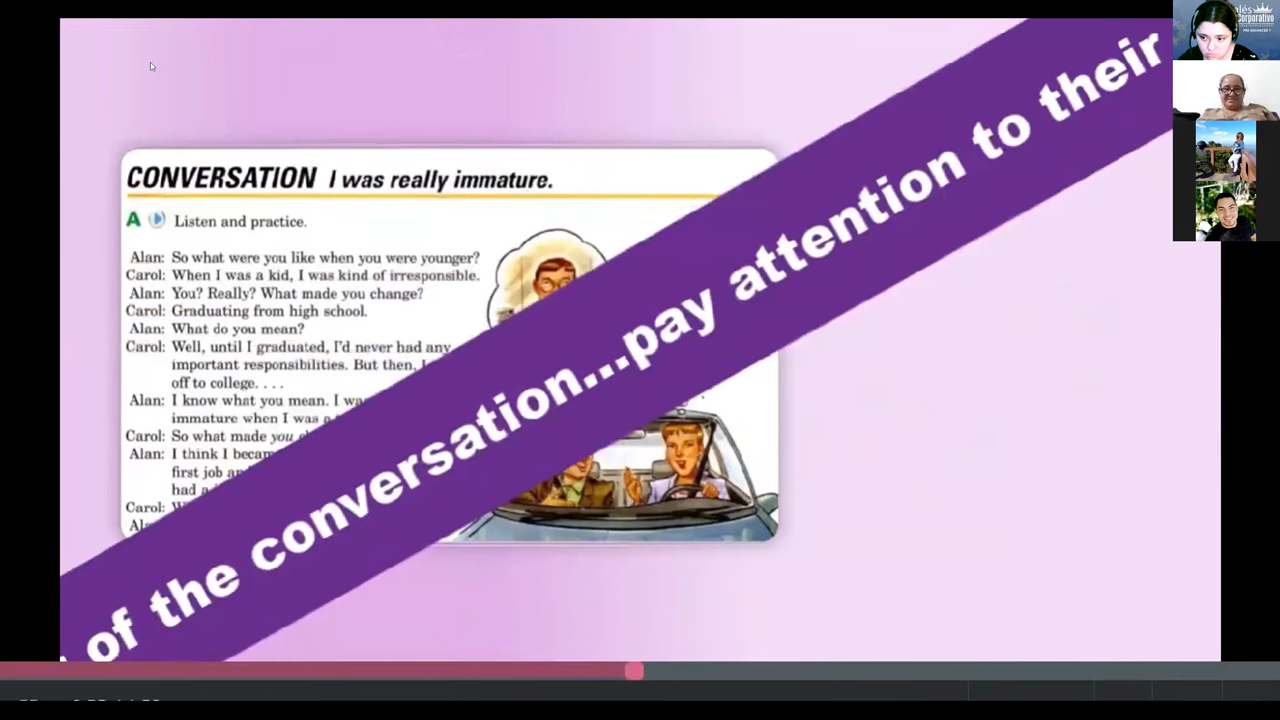 CONVERSATION I was really immature.
A Listen and practice.
Alan: So what were you like when you were younger?
Carol: When I was a kid, I was kind of irresponsible.
Alan: You? Really? What made you change?
Carol: Graduating from high school.
Alan: What do you mean?
Carol: Well, until I graduated, I'd never had any
important responsibilities. But then,
off to college. . . .
Alan: I know what you mean. I
immature when I was
Carol: So what made you
Alan: I think I
first job
had
Carol:
of the conversation...pay attention to their